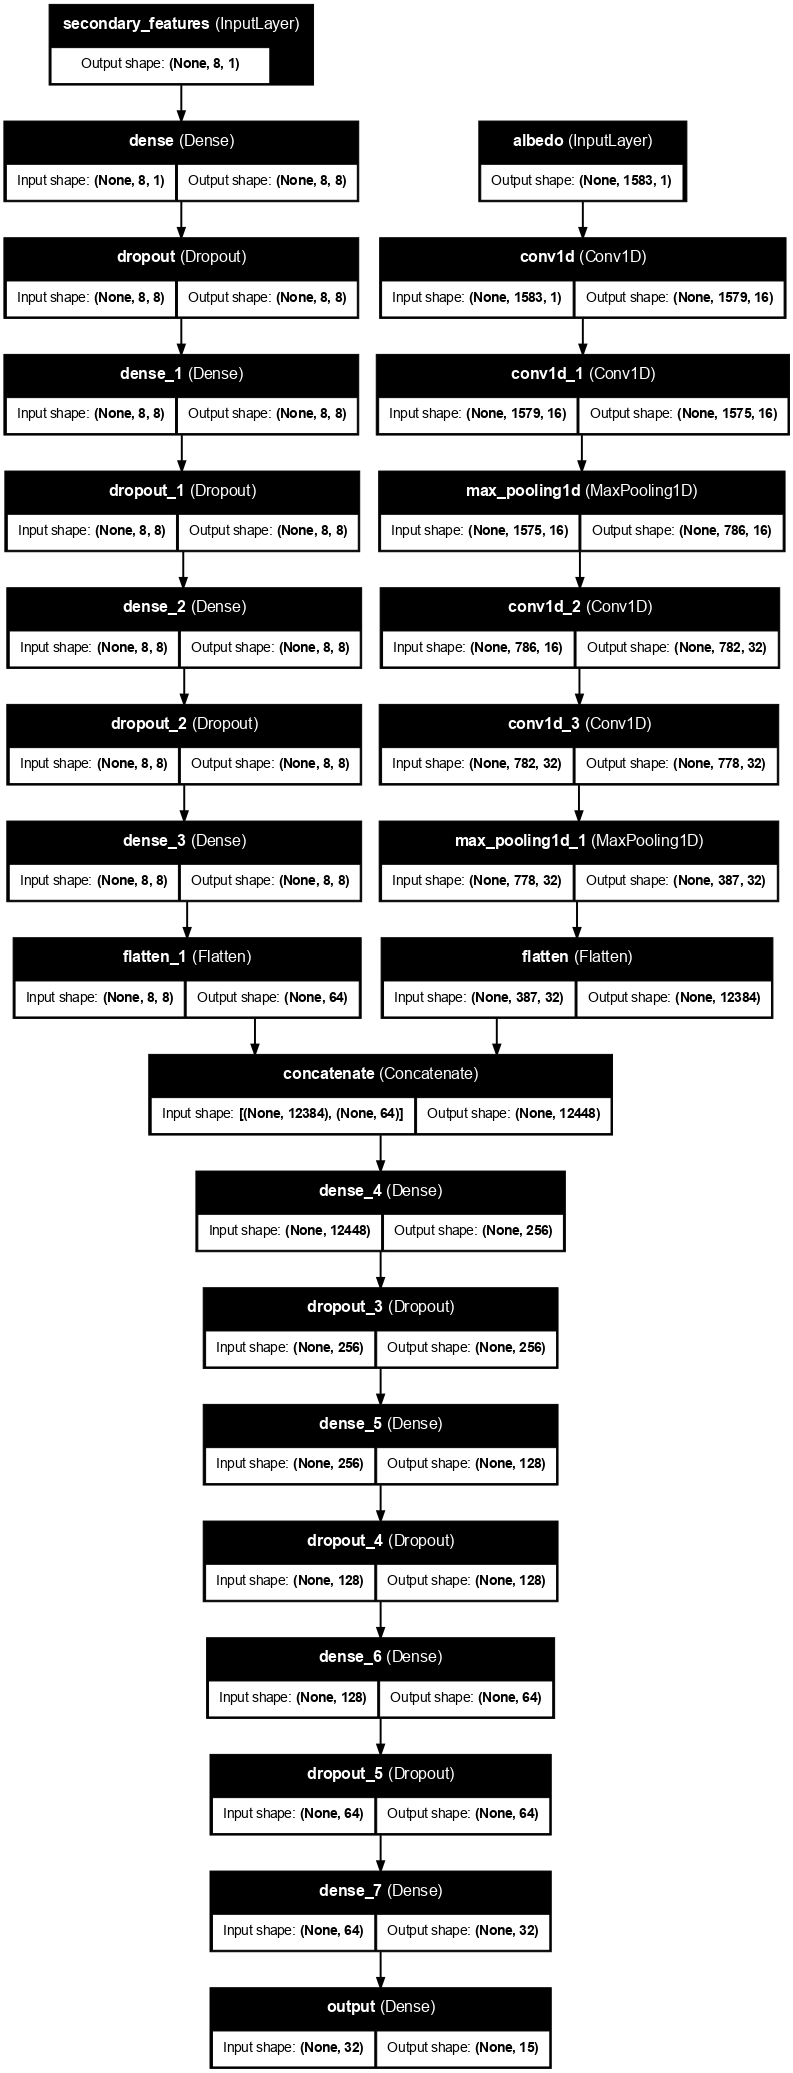 secondary_features (InputLayer)
Output shape: (None, 8, 1)
dense (Dense)
Input shape: (None, 8, 1) Output shape: (None, 8, 8)
dropout (Dropout)
Input shape: (None, 8, 8) Output shape: (None, 8, 8)
dense_1 (Dense)
Input shape: (None, 8, 8) Output shape: (None, 8, 8)
dropout_1 (Dropout)
Input shape: (None, 8, 8) Output shape: (None, 8, 8)
dense_2 (Dense)
Input shape: (None, 8, 8) Output shape: (None, 8, 8)
dropout_2 (Dropout)
Input shape: (None, 8, 8) Output shape: (None, 8, 8)
dense_3 (Dense)
Input shape: (None, 8, 8) Output shape: (None, 8, 8)
flatten_1 (Flatten)
Input shape: (None, 8, 8) Output shape: (None, 64)
albedo (InputLayer)
Output shape: (None, 1583, 1)
conv1d (Conv1D)
Input shape: (None, 1583, 1) Output shape: (None, 1579, 16)
conv1d_1 (Conv1D)
Input shape: (None, 1579, 16) Output shape: (None, 1575, 16)
max_pooling1d (MaxPooling1D)
Input shape: (None, 1575, 16) Output shape: (None, 786, 16)
conv1d_2 (Conv1D)
Input shape: (None, 786, 16) Output shape: (None, 782, 32)
conv1d_3 (Conv1D)
Input shape: (None, 782, 32) Output shape: (None, 778, 32)
max_pooling1d_1 (MaxPooling1D)
Input shape: (None, 778, 32) Output shape: (None, 387, 32)
flatten (Flatten)
Input shape: (None, 387, 32) Output shape: (None, 12384)
concatenate (Concatenate)
Input shape: [(None, 12384), (None, 64)] Output shape: (None, 12448)
dense_4 (Dense)
Input shape: (None, 12448) Output shape: (None, 256)
dropout_3 (Dropout)
Input shape: (None, 256) Output shape: (None, 256)
dense_5 (Dense)
Input shape: (None, 256) Output shape: (None, 128)
dropout_4 (Dropout)
Input shape: (None, 128) Output shape: (None, 128)
dense_6 (Dense)
Input shape: (None, 128) Output shape: (None, 64)
dropout_5 (Dropout)
Input shape: (None, 64) Output shape: (None, 64)
dense_7 (Dense)
Input shape: (None, 64) Output shape: (None, 32)
output (Dense)
Input shape: (None, 32) Output shape: (None, 15)